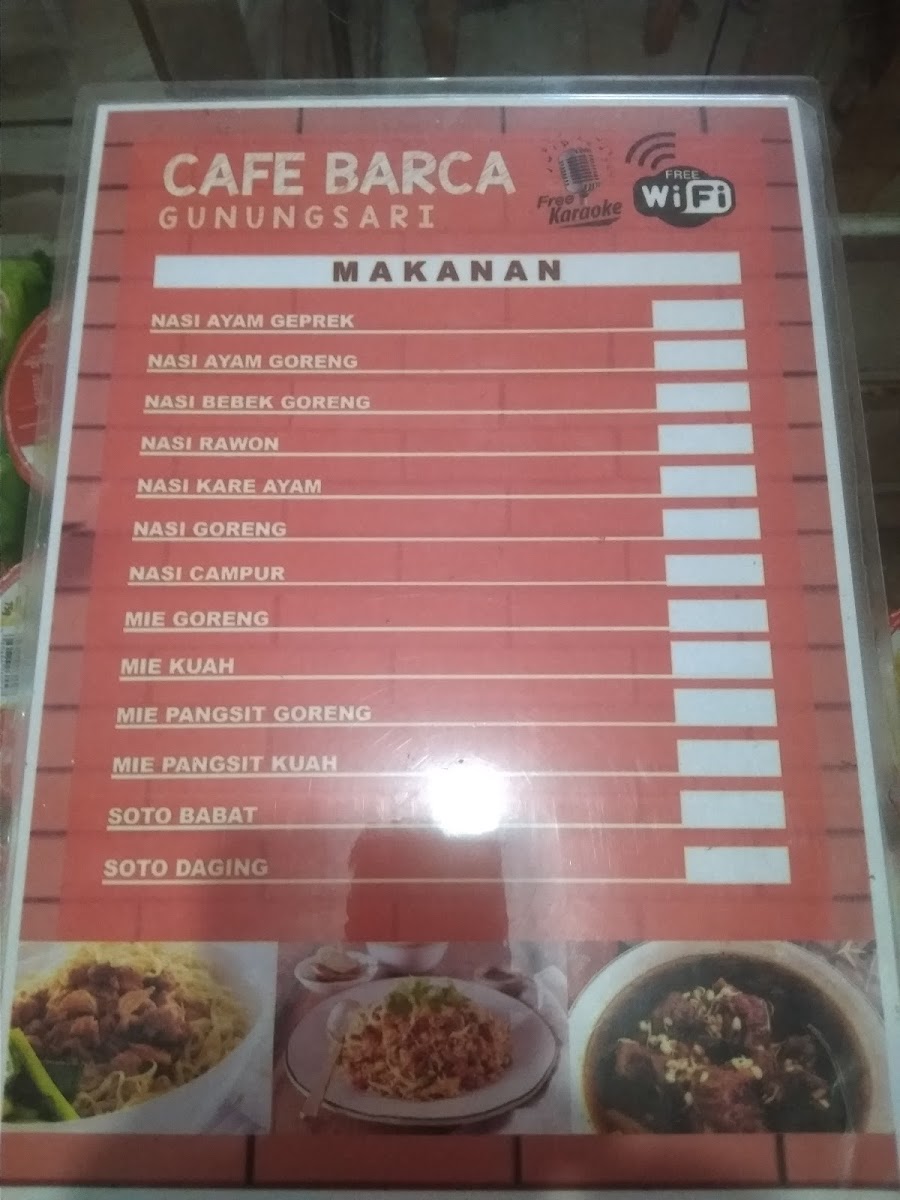 CAFE BARCA
GUNUNGSARI
Free
Karaoke
FREE
WiFi
MAKANAN
NASI AYAM GEPREK
NASI AYAM GORENG
NASI BEBEK GORENG
NASI RAWON
NASI KARE AYAM
NASI GORENG
NASI CAMPUR
MIE GORENG
MIE KUAH
MIE PANGSIT GORENG
MIE PANGSIT KUAH
SOTO BABAT
SOTO DAGING